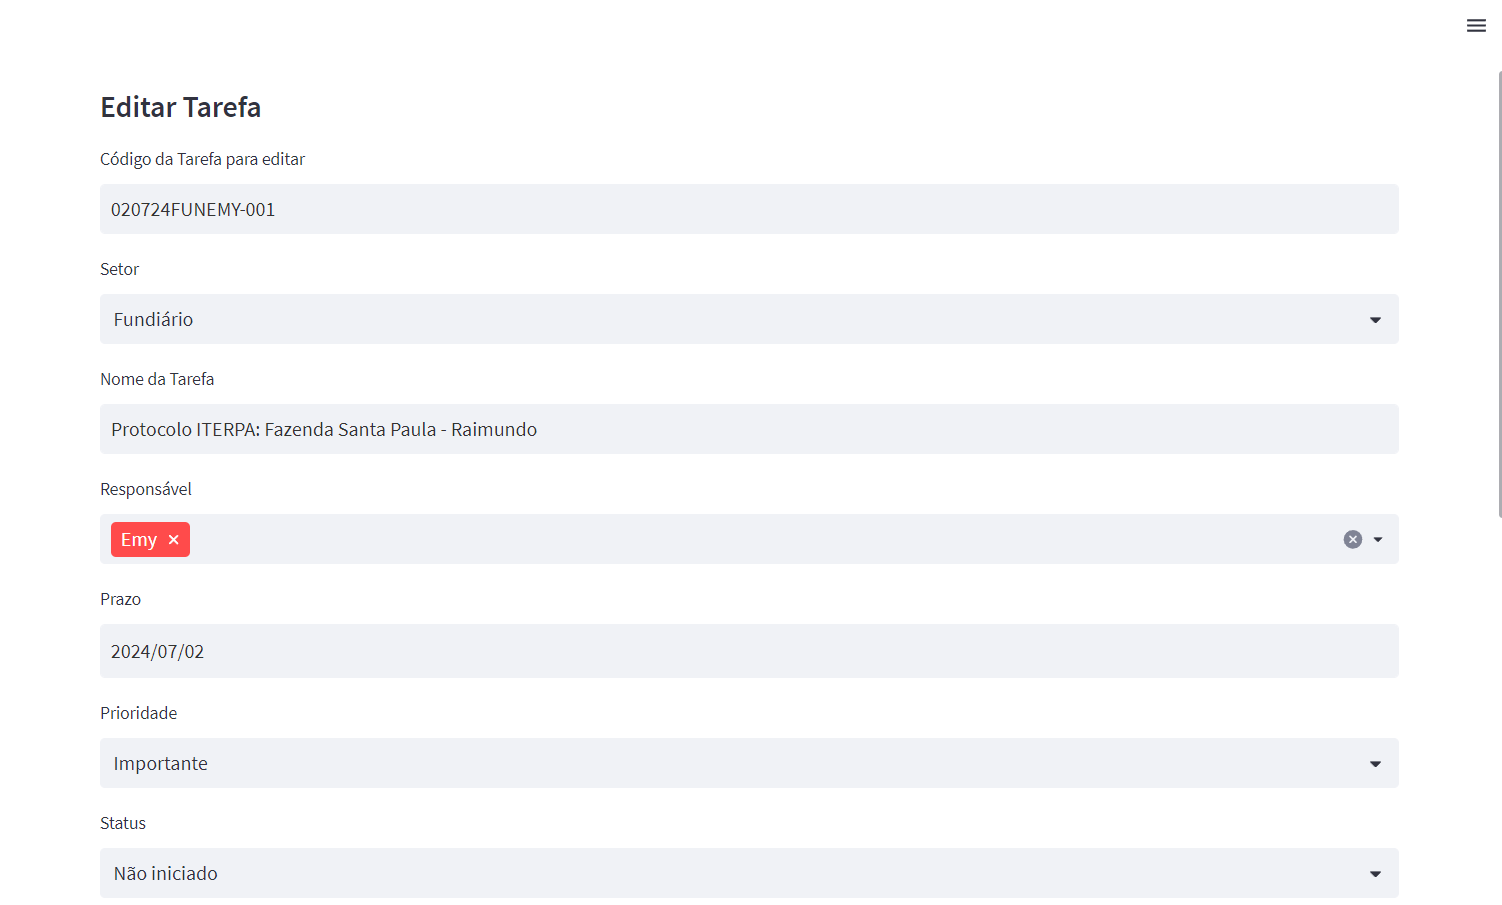 Editar Tarefa
Código da Tarefa para editar
020724FUNEMY-001
Setor
Fundiário
Nome da Tarefa
Protocolo ITERPA: Fazenda Santa Paula - Raimundo
Responsável
Emy
Prazo
2024/07/02
Prioridade
Importante
Status
Não iniciado